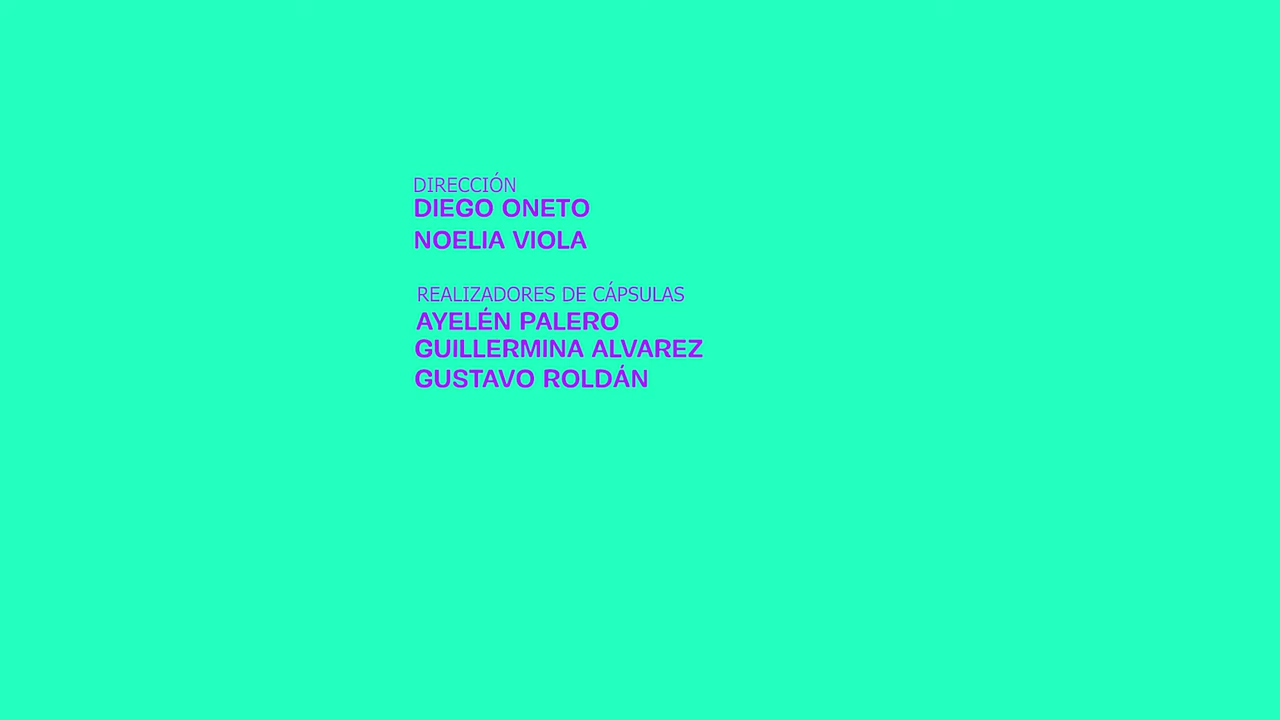 DIRECCIÓN
DIEGO ONETO
NOELIA VIOLA
REALIZADORES DE CÁPSULAS
AYELÉN PALERO
GUILLERMINA ALVAREZ
GUSTAVO ROLDÁN